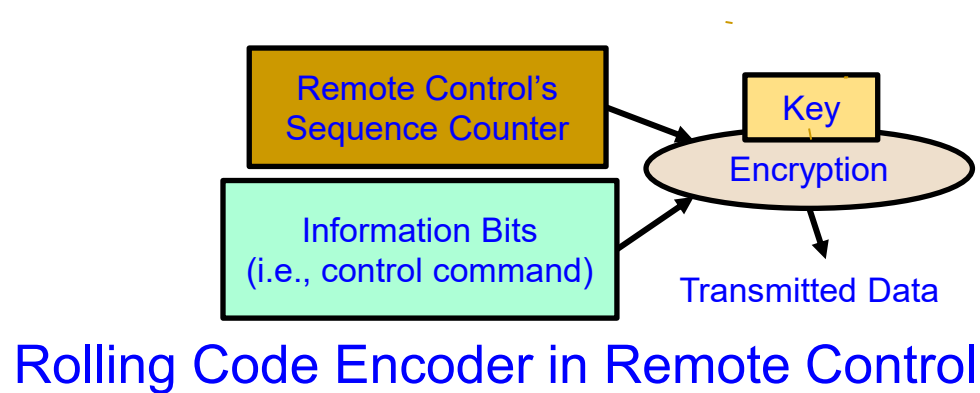 Remote Control's
Sequence Counter
Key
Encryption
Information Bits
(i.e., control command)
Transmitted Data
Rolling Code Encoder in Remote Control